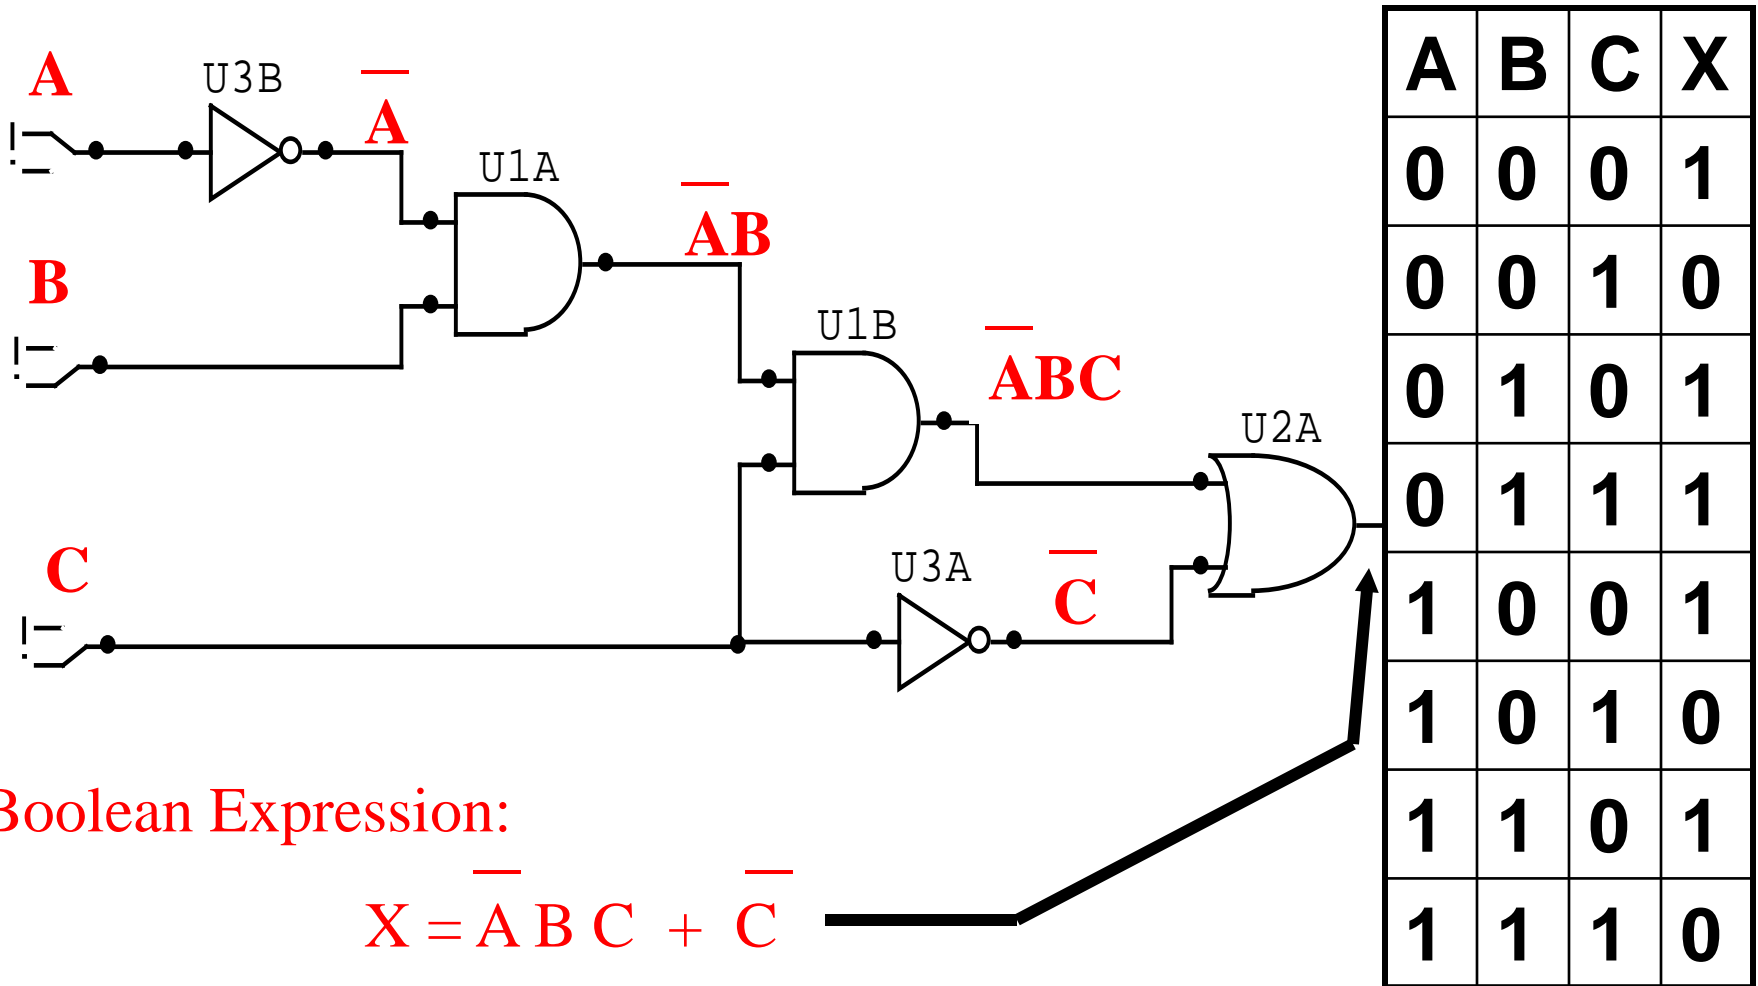 A
U3B
A̅
U1A
A̅B
B
U1B
A̅BC
U2A
C
U3A
C̅
Boolean Expression:
X = A̅ B C + C̅
A B C X
0 0 0 1
0 0 1 0
0 1 0 1
0 1 1 1
1 0 0 1
1 0 1 0
1 1 0 1
1 1 1 0